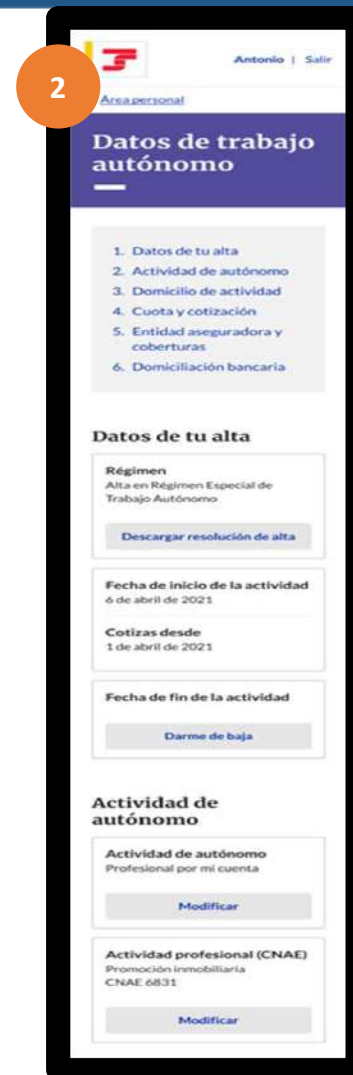 2
Antonio | Salir
Área personal
Datos de trabajo
autónomo
1. Datos de tu alta
2. Actividad de autónomo
3. Domicilio de actividad
4. Cuota y cotización
5. Entidad aseguradora y
coberturas
6. Domiciliación bancaria
Datos de tu alta
Régimen
Alta en Régimen Especial de
Trabajo Autónomo
Descargar resolución de alta
Fecha de inicio de la actividad
6 de abril de 2021
Cotizas desde
1 de abril de 2021
Fecha de fin de la actividad
Darme de baja
Actividad de
autónomo
Actividad de autónomo
Profesional por mi cuenta
Modificar
Actividad profesional (CNAE)
Promoción inmobiliaria
CNAE 6831
Modificar